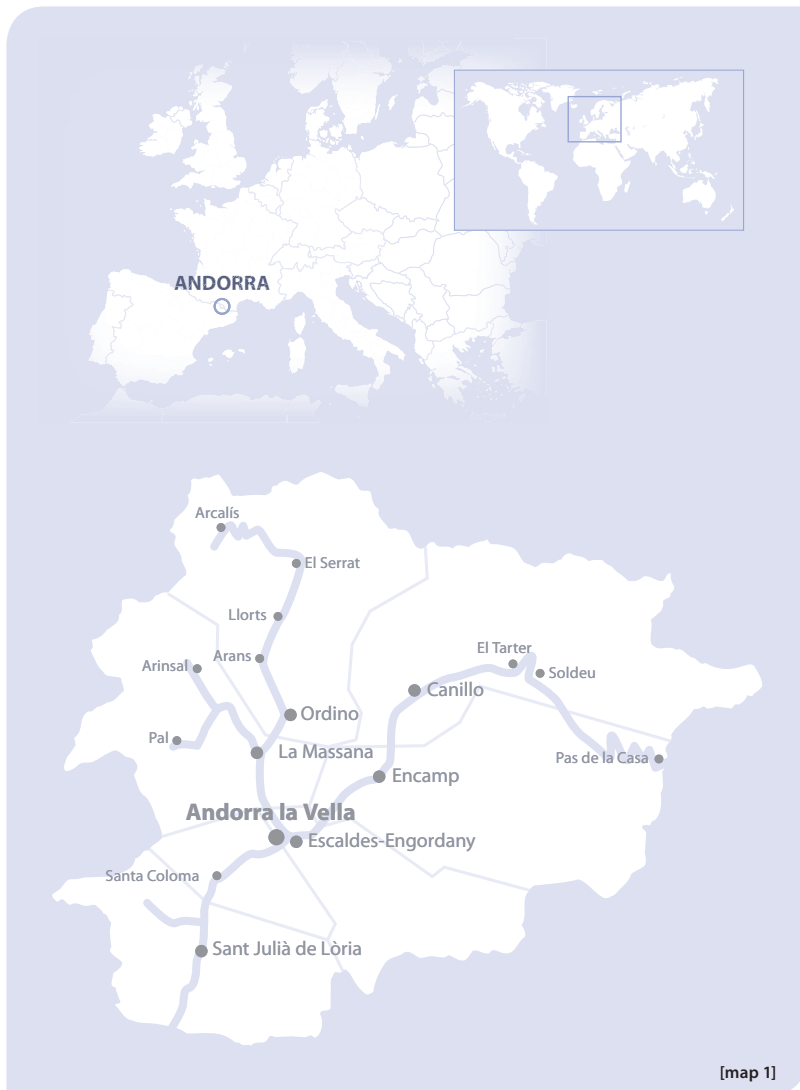 ANDORRA
Arcalís
El Serrat
Llorts
Arans
El Tarter
Arinsal
Soldeu
Canillo
Ordino
Pal
La Massana
Pas de la Casa
Encamp
Andorra la Vella
Escaldes-Engordany
Santa Coloma
Sant Julià de Lòria
[map 1]